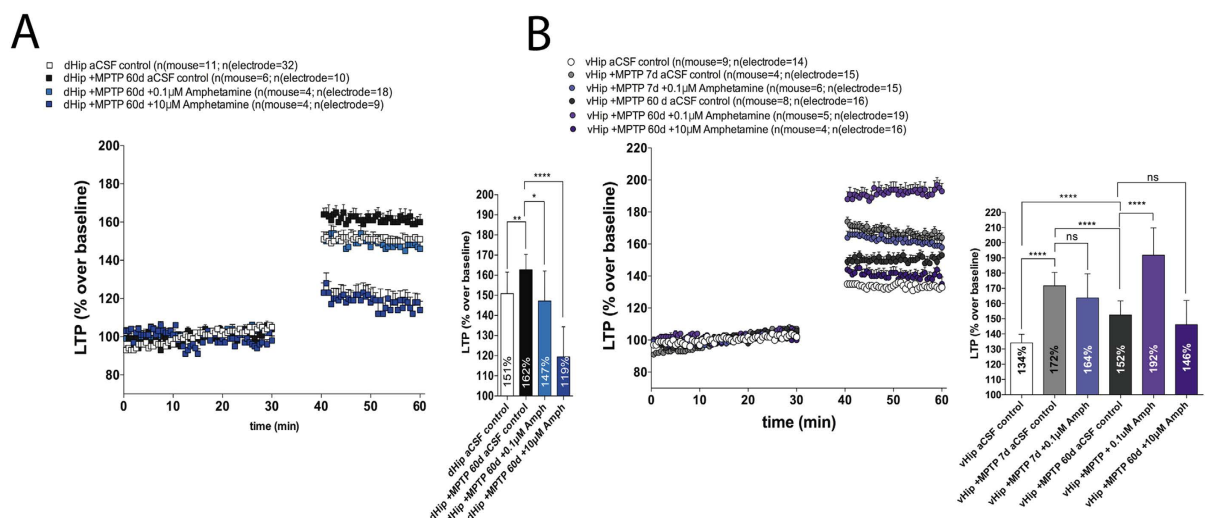 A
dHip aCSF control (n(mouse=11; n(electrode=32)
dHip +MPTP 60d aCSF control (n(mouse=6; n(electrode=10)
dHip +MPTP 60d +0.1µM Amphetamine (n(mouse=4; n(electrode=18)
dHip +MPTP 60d +10µM Amphetamine (n(mouse=4; n(electrode=9)
LTP (% over baseline)
200
180
160
140
120
100
80
0 10 20 30 40 50 60
time (min)
LTP (% over baseline)
200
190
180
170
160
150
140
130
120
110
100
**** 
* 
**
151%
162%
147%
119%
dHip aCSF control
dHip +MPTP 60d aCSF control
dHip +MPTP 60d +0.1µM Amph
dHip +MPTP 60d +10µM Amph
B
vHip aCSF control (n(mouse=9; n(electrode=14)
vHip +MPTP 7d aCSF control (n(mouse=4; n(electrode=15)
vHip +MPTP 7d +0.1µM Amphetamine (n(mouse=6; n(electrode=15)
vHip +MPTP 60 d aCSF control (n(mouse=8; n(electrode=16)
vHip +MPTP 60d +0.1µM Amphetamine (n(mouse=5; n(electrode=19)
vHip +MPTP 60d +10µM Amphetamine (n(mouse=4; n(electrode=16)
LTP (% over baseline)
220
200
180
160
140
120
100
80
0 10 20 30 40 50 60
time (min)
LTP (% over baseline)
220
210
200
190
180
170
160
150
140
130
120
110
100
ns
****
**** ****
**** ns
134%
172%
164%
152%
192%
146%
vHip aCSF control
vHip +MPTP 7d aCSF control
vHip +MPTP 7d +0.1µM Amph
vHip +MPTP 60d aCSF control
vHip +MPTP + 0.1uM Amph
vHip +MPTP 60d +10µM Amph